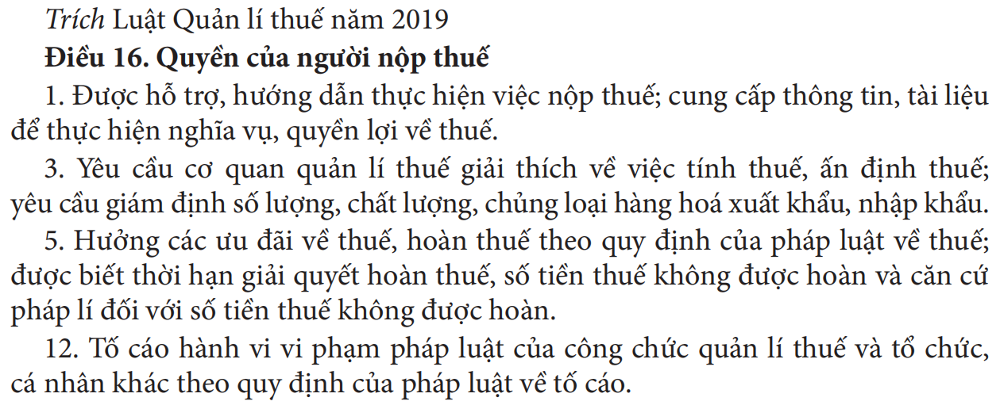 Trích Luật Quản lí thuế năm 2019
Điều 16. Quyền của người nộp thuế
1. Được hỗ trợ, hướng dẫn thực hiện việc nộp thuế; cung cấp thông tin, tài liệu
để thực hiện nghĩa vụ, quyền lợi về thuế.
3. Yêu cầu cơ quan quản lí thuế giải thích về việc tính thuế, ấn định thuế;
yêu cầu giám định số lượng, chất lượng, chủng loại hàng hoá xuất khẩu, nhập khẩu.
5. Hưởng các ưu đãi về thuế, hoàn thuế theo quy định của pháp luật về thuế;
được biết thời hạn giải quyết hoàn thuế, số tiền thuế không được hoàn và căn cứ
pháp lí đối với số tiền thuế không được hoàn.
12. Tố cáo hành vi vi phạm pháp luật của công chức quản lí thuế và tổ chức,
cá nhân khác theo quy định của pháp luật về tố cáo.